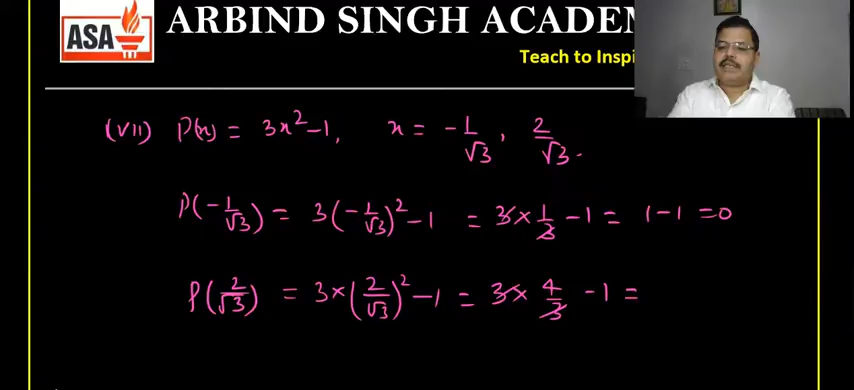 ASA
ARBIND SINGH ACADEM
Teach to Inspi
(VII) P(x) = 3x² - 1, x = -1/√3, 2/√3.
P(-1/√3) = 3(-1/√3)² - 1 = 3 × 1/3 - 1 = 1 - 1 = 0
P(2/√3) = 3 × (2/√3)² - 1 = 3 × 4/3 - 1 =